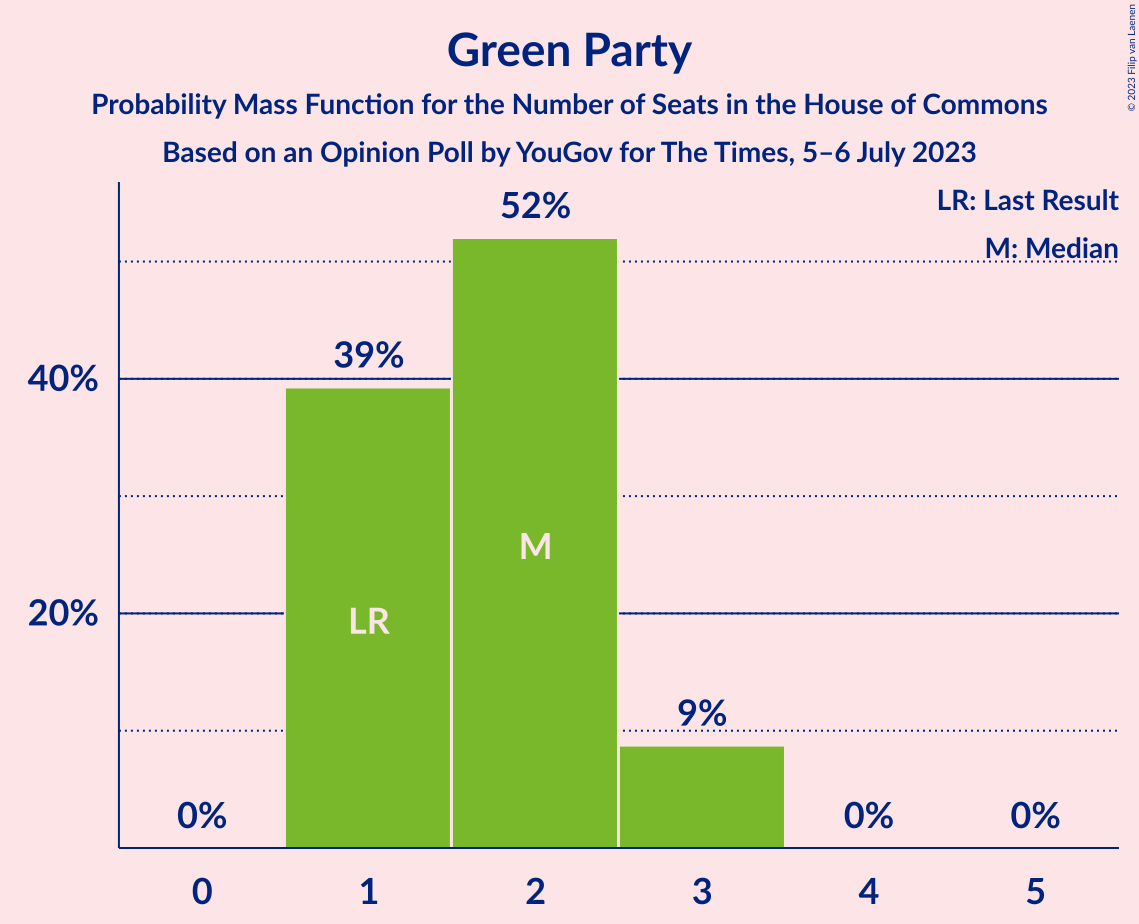 Green Party
Probability Mass Function for the Number of Seats in the House of Commons
Based on an Opinion Poll by YouGov for The Times, 5–6 July 2023
© 2023 Filip van Laenen
LR: Last Result
M: Median
52%
39%
40%
M
20%
LR
9%
0%
0%
0%
0
1
2
3
4
5